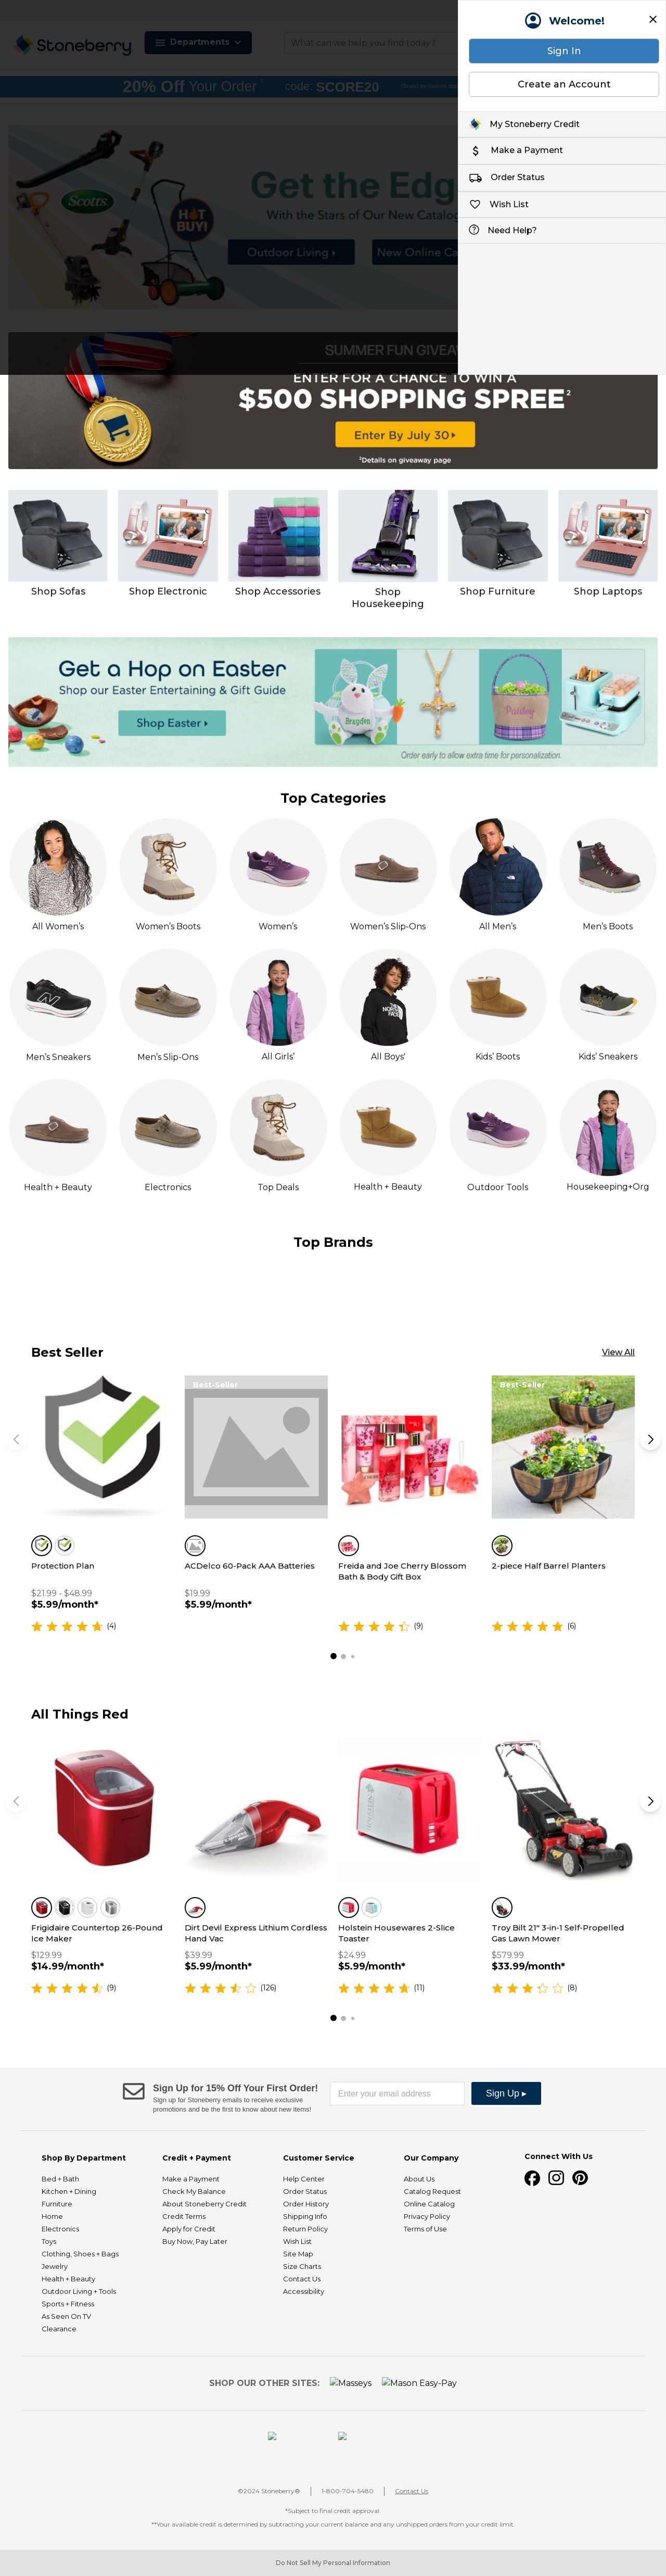 Stoneberry
Departments
What can we help you find today?
Welcome!
Sign In
Create an Account
My Stoneberry Credit
Make a Payment
Order Status
Wish List
Need Help?
20% Off Your Order code: SCORE20
Scotts
HOT BUY!
Get the Edg
With the Stars of Our New Catalog
Outdoor Living
New Online Ca
SUMMER FUN GIVEAW
ENTER FOR A CHANCE TO WIN A
$500 SHOPPING SPREE²
Enter By July 30
²Details on giveaway page
Shop Sofas
Shop Electronic
Shop Accessories
Shop Housekeeping
Shop Furniture
Shop Laptops
Get a Hop on Easter
Shop our Easter Entertaining & Gift Guide
Shop Easter
Brayden
Paisley
Order early to allow extra time for personalization.
Top Categories
All Women's
Women's Boots
Women's
Women's Slip-Ons
All Men's
Men's Boots
Men's Sneakers
Men's Slip-Ons
All Girls'
All Boys'
Kids' Boots
Kids' Sneakers
Health + Beauty
Electronics
Top Deals
Health + Beauty
Outdoor Tools
Housekeeping+Org
Top Brands
Best Seller
View All
Best-Seller
Best-Seller
Protection Plan
$21.99 - $48.99
$5.99/month*
(4)
ACDelco 60-Pack AAA Batteries
$19.99
$5.99/month*
Freida and Joe Cherry Blossom Bath & Body Gift Box
(9)
2-piece Half Barrel Planters
(6)
All Things Red
Frigidaire Countertop 26-Pound Ice Maker
$129.99
$14.99/month*
(9)
Dirt Devil Express Lithium Cordless Hand Vac
$39.99
$5.99/month*
(126)
Holstein Housewares 2-Slice Toaster
$24.99
$5.99/month*
(11)
Troy Bilt 21" 3-in-1 Self-Propelled Gas Lawn Mower
$579.99
$33.99/month*
(8)
Sign Up for 15% Off Your First Order!
Sign up for Stoneberry emails to receive exclusive
promotions and be the first to know about new items!
Enter your email address
Sign Up ▸
Shop By Department
Bed + Bath
Kitchen + Dining
Furniture
Home
Electronics
Toys
Clothing, Shoes + Bags
Jewelry
Health + Beauty
Outdoor Living + Tools
Sports + Fitness
As Seen On TV
Clearance
Credit + Payment
Make a Payment
Check My Balance
About Stoneberry Credit
Credit Terms
Apply for Credit
Buy Now, Pay Later
Customer Service
Help Center
Order Status
Order History
Shipping Info
Return Policy
Wish List
Site Map
Size Charts
Contact Us
Accessibility
Our Company
About Us
Catalog Request
Online Catalog
Privacy Policy
Terms of Use
Connect With Us
SHOP OUR OTHER SITES:
Masseys
Mason Easy-Pay
©2024 Stoneberry®
1-800-704-5480
Contact Us
*Subject to final credit approval.
**Your available credit is determined by subtracting your current balance and any unshipped orders from your credit limit.
Do Not Sell My Personal Information